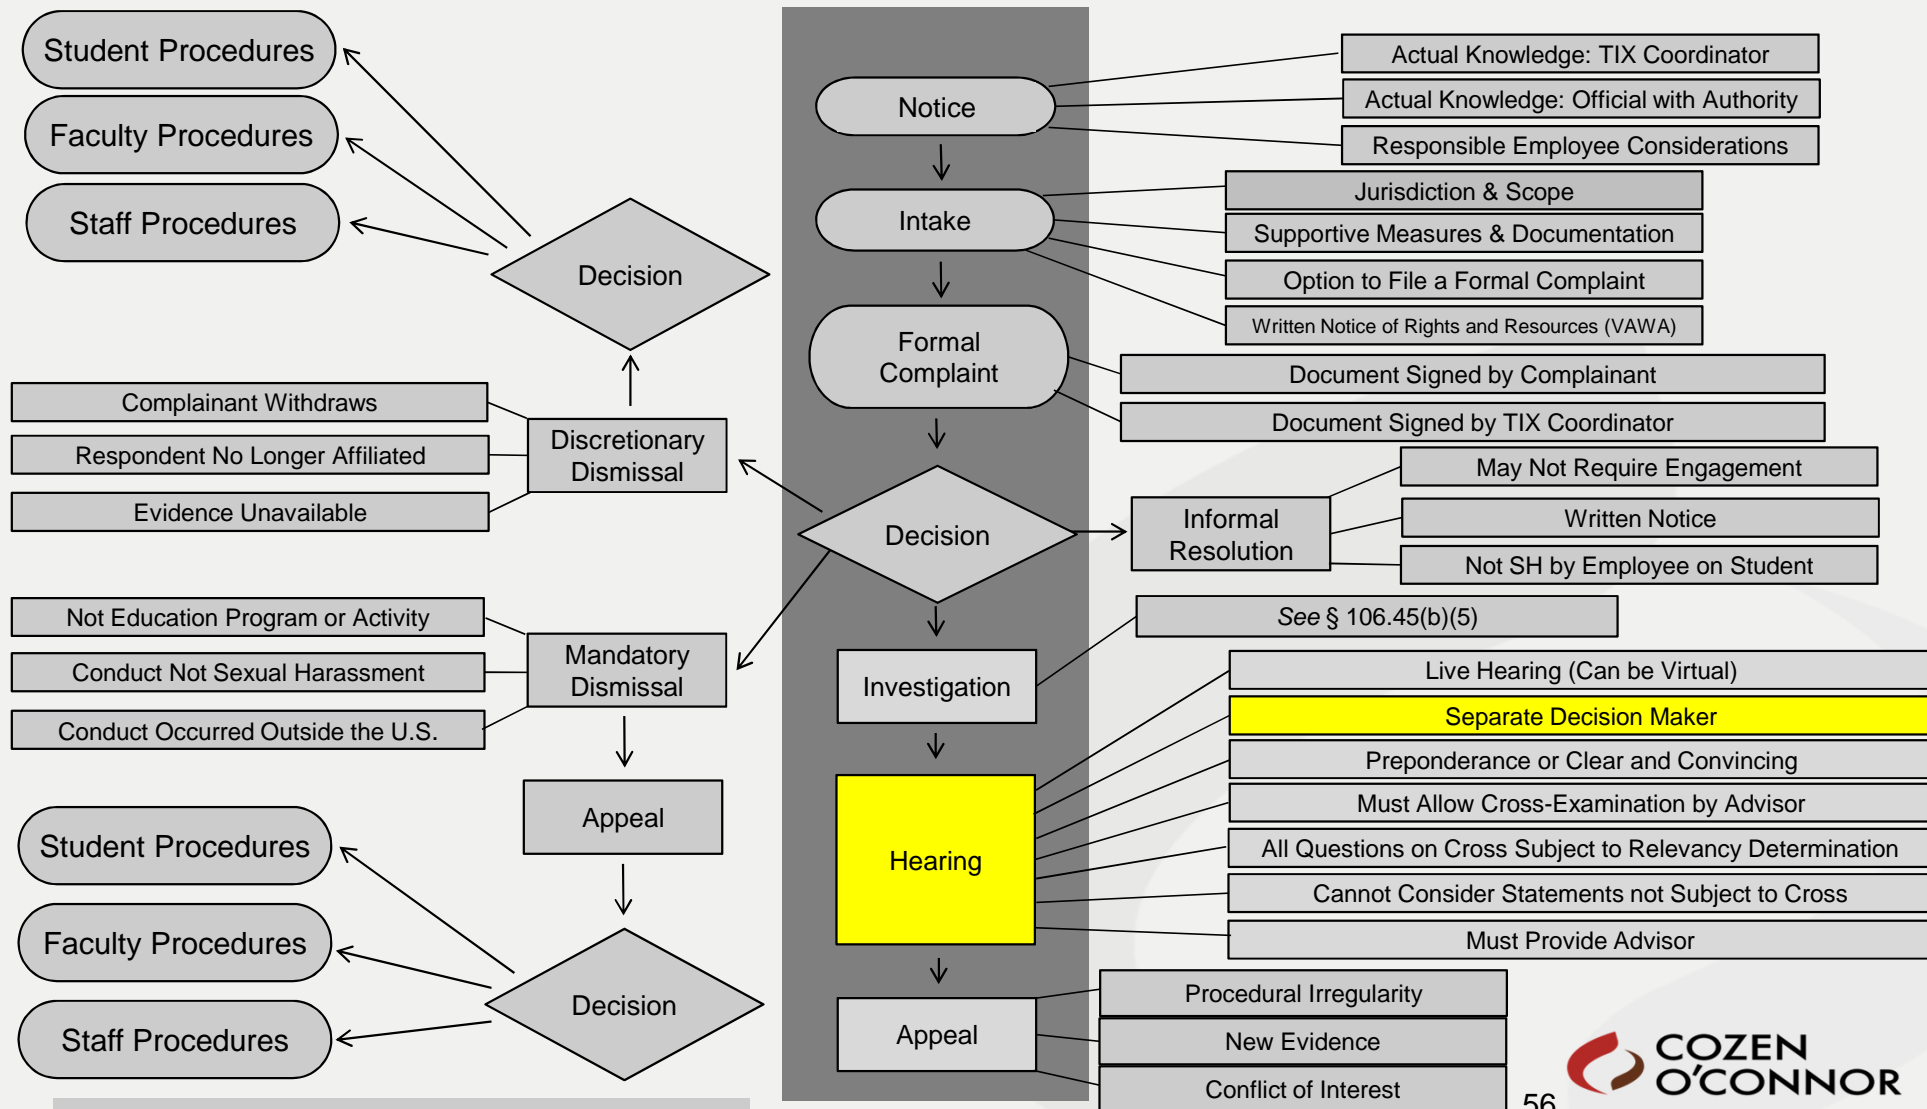 Student Procedures
Faculty Procedures
Staff Procedures
Decision
Complainant Withdraws
Respondent No Longer Affiliated
Evidence Unavailable
Discretionary
Dismissal
Not Education Program or Activity
Conduct Not Sexual Harassment
Conduct Occurred Outside the U.S.
Mandatory
Dismissal
Appeal
Student Procedures
Faculty Procedures
Staff Procedures
Decision
Notice
Actual Knowledge: TIX Coordinator
Actual Knowledge: Official with Authority
Responsible Employee Considerations
Intake
Jurisdiction & Scope
Supportive Measures & Documentation
Option to File a Formal Complaint
Written Notice of Rights and Resources (VAWA)
Formal
Complaint
Document Signed by Complainant
Document Signed by TIX Coordinator
Decision
Informal
Resolution
May Not Require Engagement
Written Notice
Not SH by Employee on Student
Investigation
See § 106.45(b)(5)
Hearing
Live Hearing (Can be Virtual)
Separate Decision Maker
Preponderance or Clear and Convincing
Must Allow Cross-Examination by Advisor
All Questions on Cross Subject to Relevancy Determination
Cannot Consider Statements not Subject to Cross
Must Provide Advisor
Appeal
Procedural Irregularity
New Evidence
Conflict of Interest
56
COZEN
O'CONNOR